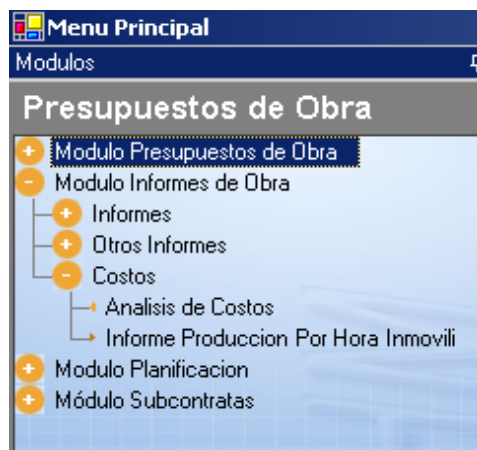 Menu Principal
Modulos
Presupuestos de Obra
Modulo Presupuestos de Obra
Modulo Informes de Obra
Informes
Otros Informes
Costos
Analisis de Costos
Informe Produccion Por Hora Inmovili
Modulo Planificacion
Módulo Subcontratas